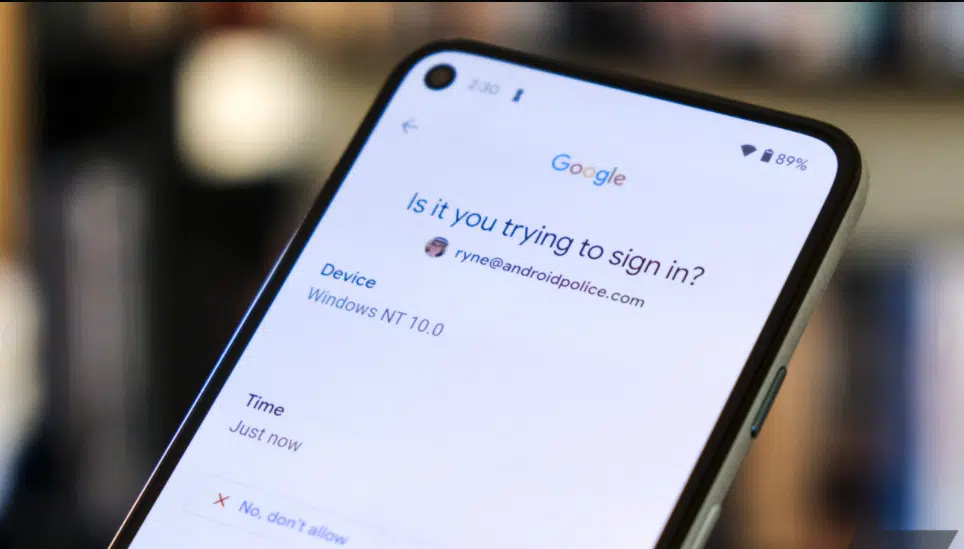 2:30
89%
Google
Is it you trying to sign in?
ryne@androidpolice.com
Device
Windows NT 10.0
Time
Just now
No, don't allow